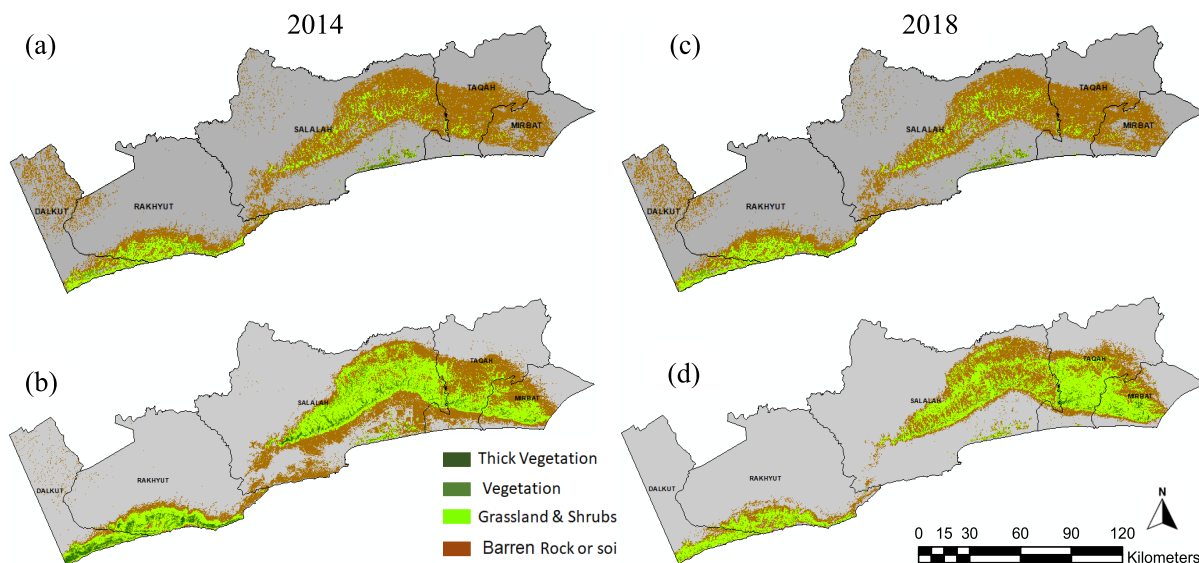 2014
2018
(a)
(c)
TAQAH
SALALAH
MIRBAT
DALKUT
RAKHYUT
TAQAH
SALALAH
MIRBAT
DALKUT
RAKHYUT
(b)
(d)
TAQAH
SALALAH
MIRBAT
DALKUT
RAKHYUT
TAQAH
SALALAH
MIRBAT
DALKUT
RAKHYUT
Thick Vegetation
Vegetation
Grassland & Shrubs
Barren Rock or soi
N
0 15 30 60 90 120
Kilometers